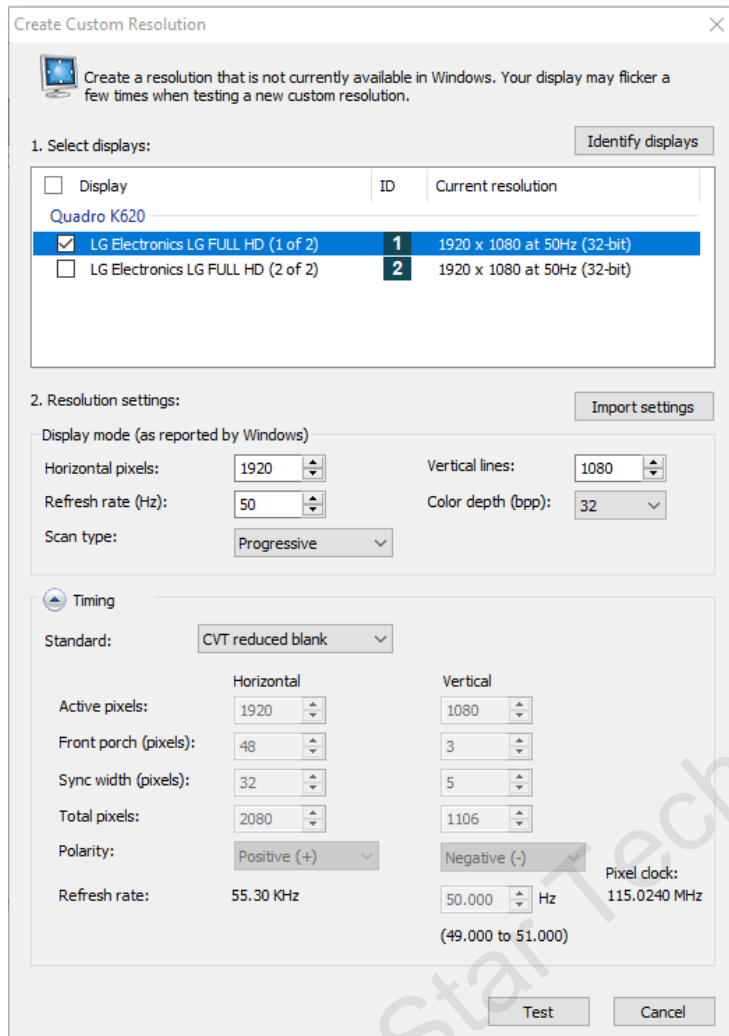 Create Custom Resolution
Create a resolution that is not currently available in Windows. Your display may flicker a
few times when testing a new custom resolution.
1. Select displays:
Identify displays
Display ID Current resolution
Quadro K620
LG Electronics LG FULL HD (1 of 2) 1 1920 x 1080 at 50Hz (32-bit)
LG Electronics LG FULL HD (2 of 2) 2 1920 x 1080 at 50Hz (32-bit)
2. Resolution settings:
Import settings
Display mode (as reported by Windows)
Horizontal pixels: 1920 Vertical lines: 1080
Refresh rate (Hz): 50 Color depth (bpp): 32
Scan type: Progressive
Timing
Standard: CVT reduced blank
Horizontal Vertical
Active pixels: 1920 1080
Front porch (pixels): 48 3
Sync width (pixels): 32 5
Total pixels: 2080 1106
Polarity: Positive (+) Negative (-)
Pixel clock:
Refresh rate: 55.30 KHz 50.000 Hz 115.0240 MHz
(49.000 to 51.000)
Test Cancel
Star Tech